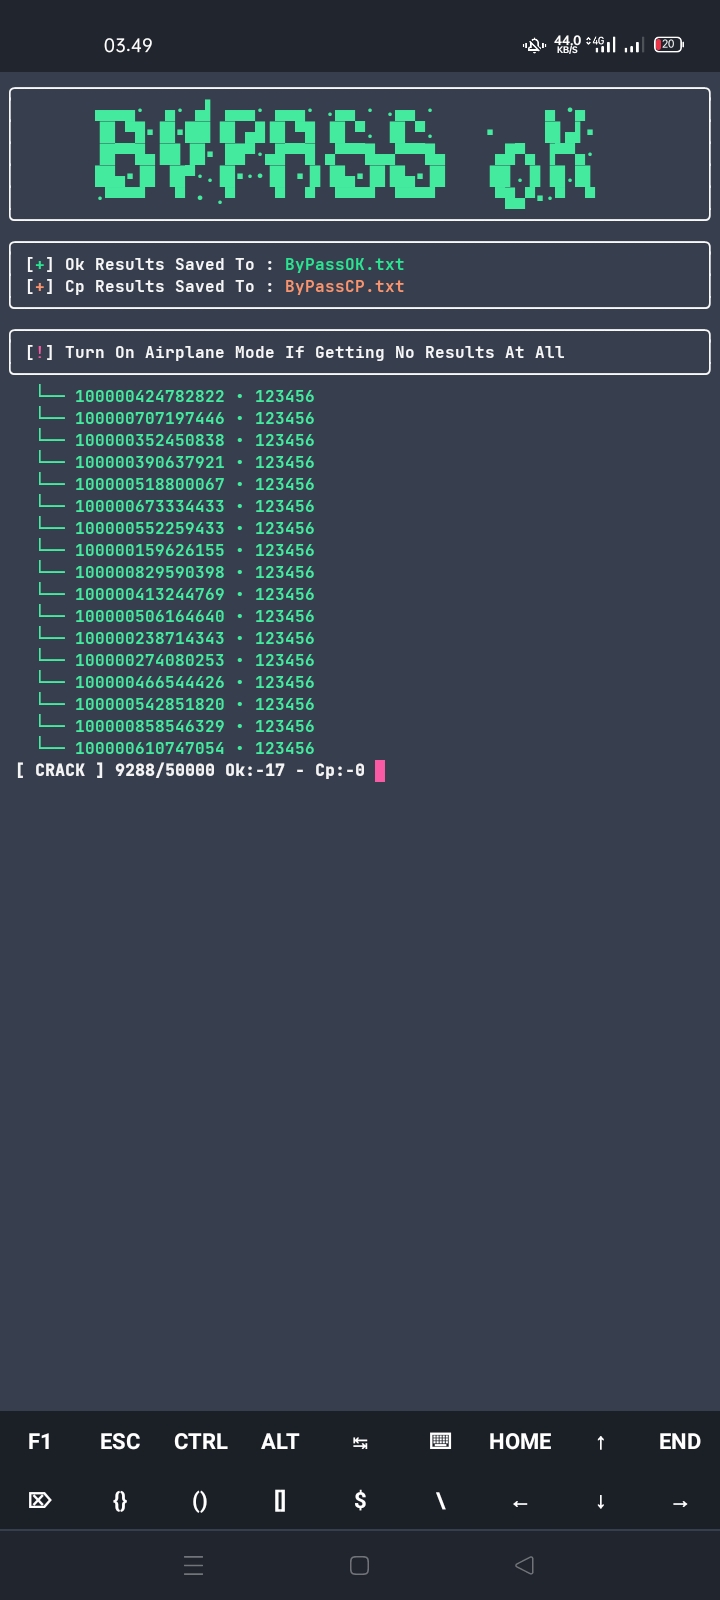 03.49 44.0 KB/S 4G 20
BYPASS OK
[+] Ok Results Saved To : ByPassOK.txt
[+] Cp Results Saved To : ByPassCP.txt
[!] Turn On Airplane Mode If Getting No Results At All
└── 100000424782822 • 123456
└── 100000707197446 • 123456
└── 100000352450838 • 123456
└── 100000390637921 • 123456
└── 100000518800067 • 123456
└── 100000673334433 • 123456
└── 100000552259433 • 123456
└── 100000159626155 • 123456
└── 100000829590398 • 123456
└── 100000413244769 • 123456
└── 100000506164640 • 123456
└── 100000238714343 • 123456
└── 100000274080253 • 123456
└── 100000466544426 • 123456
└── 100000542851820 • 123456
└── 100000858546329 • 123456
└── 100000610747054 • 123456
[ CRACK ] 9288/50000 Ok:-17 - Cp:-0
F1 ESC CTRL ALT ↹ ⌨ HOME ↑ END
⌦ {} () [] $ \ ← ↓ →